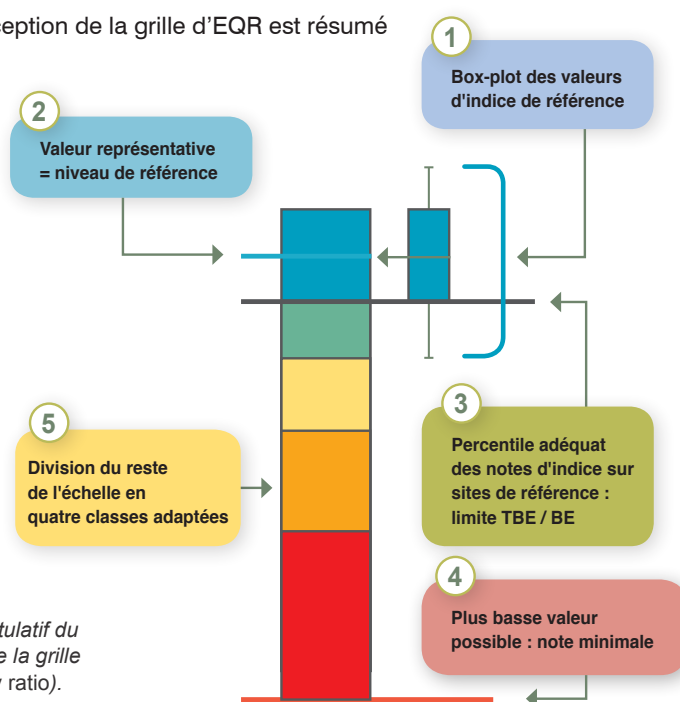 ception de la grille d'EQR est résumé
1
Box-plot des valeurs
d'indice de référence
2
Valeur représentative
= niveau de référence
3
Percentile adéquat
des notes d'indice sur
sites de référence :
limite TBE / BE
5
Division du reste
de l'échelle en
quatre classes adaptées
4
Plus basse valeur
possible : note minimale
tulatif du
e la grille
ratio).